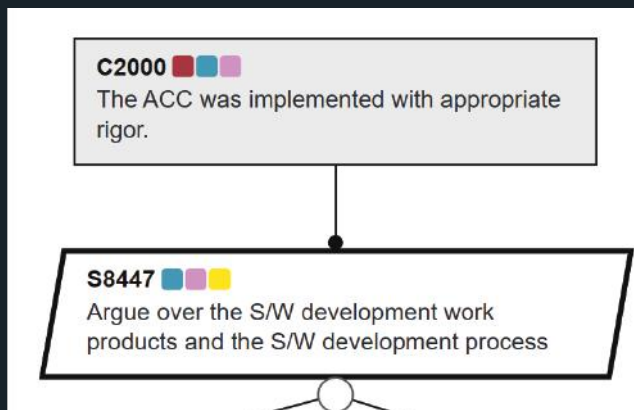 C2000
The ACC was implemented with appropriate
rigor.
S8447
Argue over the S/W development work
products and the S/W development process